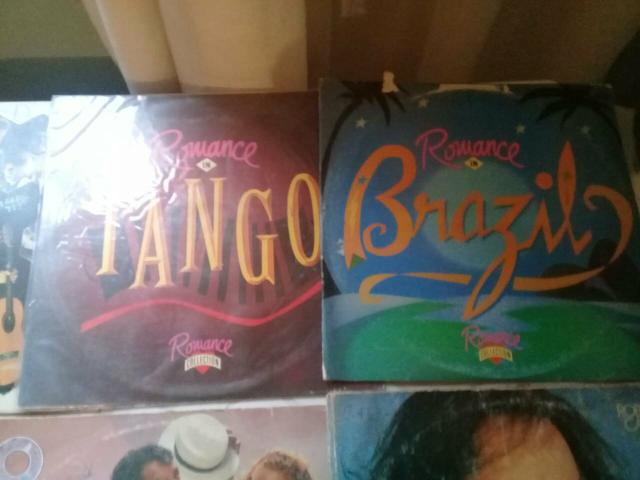 Romance
IN
TANGO
Romance
COLLECTION
Romance
IN
Brazil
Romance
COLLECTION